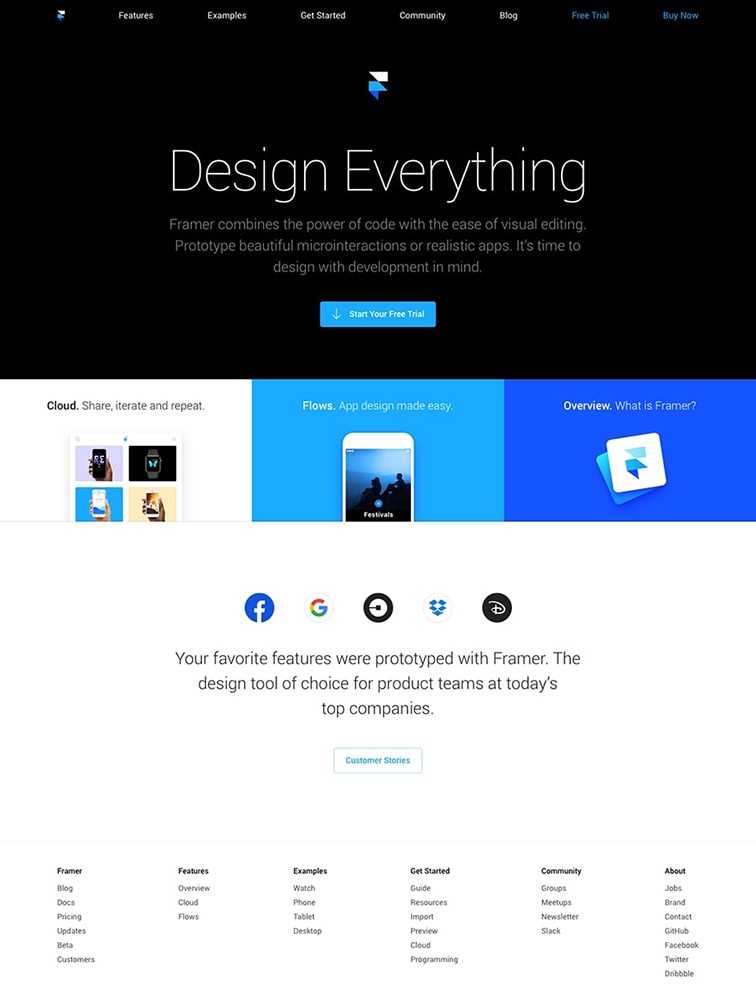 Features Examples Get Started Community Blog Free Trial Buy Now
Design Everything
Framer combines the power of code with the ease of visual editing.
Prototype beautiful microinteractions or realistic apps. It's time to
design with development in mind.
Start Your Free Trial
Cloud. Share, iterate and repeat.
Flows. App design made easy.
Festivals
Overview. What is Framer?
Your favorite features were prototyped with Framer. The
design tool of choice for product teams at today’s
top companies.
Customer Stories
Framer
Blog
Docs
Pricing
Updates
Beta
Customers
Features
Overview
Cloud
Flows
Examples
Watch
Phone
Tablet
Desktop
Get Started
Guide
Resources
Import
Preview
Cloud
Programming
Community
Groups
Meetups
Newsletter
Slack
About
Jobs
Brand
Contact
GitHub
Facebook
Twitter
Dribbble